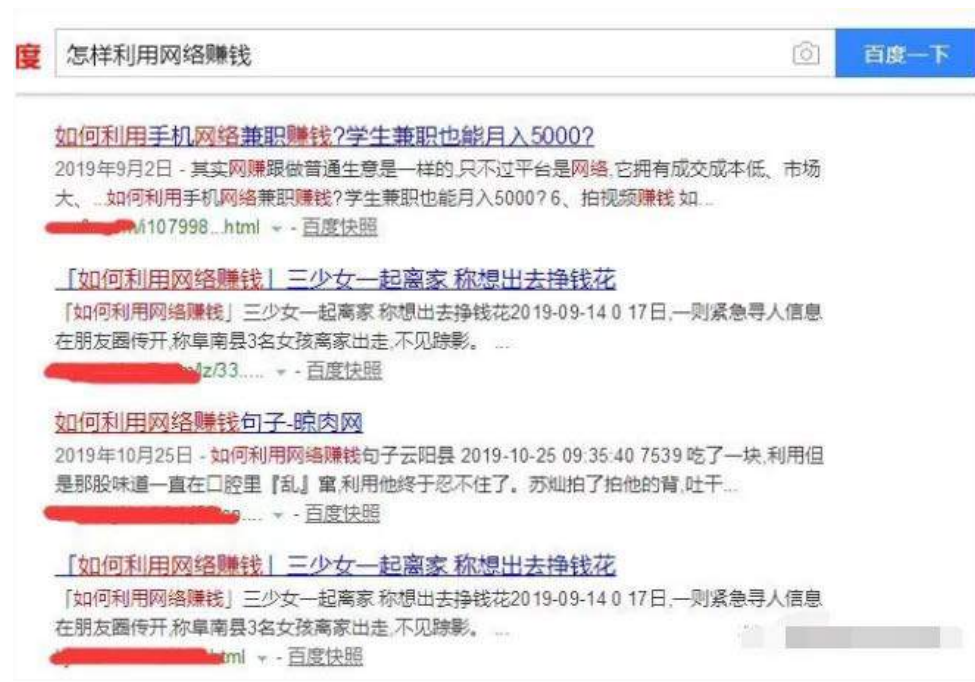 度 怎样利用网络赚钱 百度一下
如何利用手机网络兼职赚钱?学生兼职也能月入5000?
2019年9月2日 - 其实网赚跟做普通生意是一样的,只不过平台是网络,它拥有成交成本低、市场
大、...如何利用手机网络兼职赚钱?学生兼职也能月入5000? 6、拍视频赚钱 如...
/i107998...html - 百度快照
「如何利用网络赚钱」三少女一起离家 称想出去挣钱花
「如何利用网络赚钱」三少女一起离家 称想出去挣钱花2019-09-14 0 17日,一则紧急寻人信息
在朋友圈传开,称阜南县3名女孩离家出走,不见踪影。 ...
lz/33..... - 百度快照
如何利用网络赚钱句子-晾肉网
2019年10月25日 - 如何利用网络赚钱句子云阳县 2019-10-25 09:35:40 7539 吃了一块,利用但
是那股味道一直在口腔里『乱』窜,利用他终于忍不住了。苏灿拍了拍他的背,吐干...
.... - 百度快照
「如何利用网络赚钱」三少女一起离家 称想出去挣钱花
「如何利用网络赚钱」三少女一起离家 称想出去挣钱花2019-09-14 0 17日,一则紧急寻人信息
在朋友圈传开,称阜南县3名女孩离家出走,不见踪影。 ...
html - 百度快照